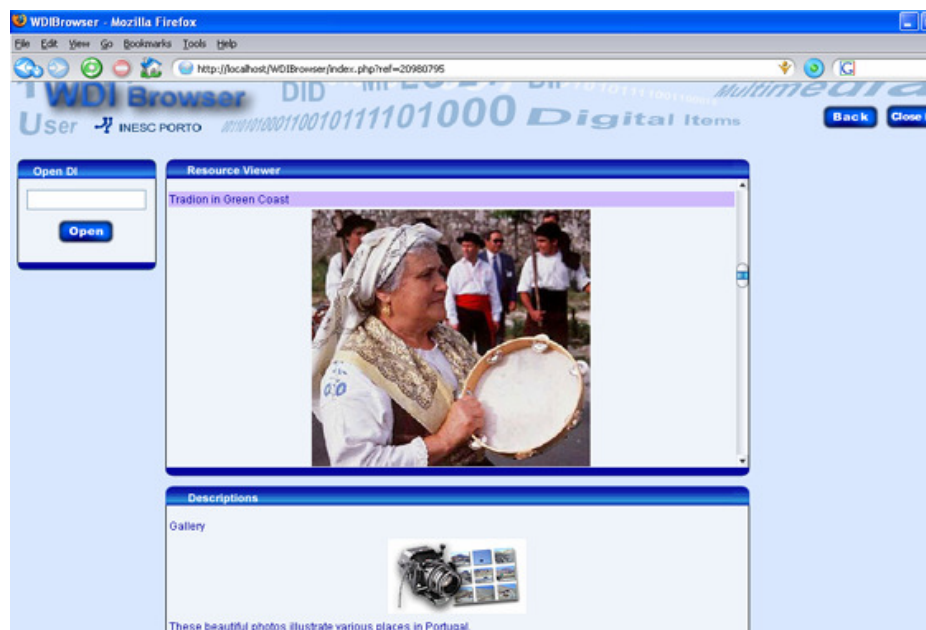 WDIBrowser - Mozilla Firefox
File Edit View Go Bookmarks Tools Help
http://localhost/WDIBrowser/index.php?ref=20980795
WDI Browser DID Multimedia
User INESC PORTO 101000 Digital Items
Back Close
Open DI
Open
Resource Viewer
Tradion in Green Coast
Descriptions
Gallery
These beautiful photos illustrate various places in Portugal.